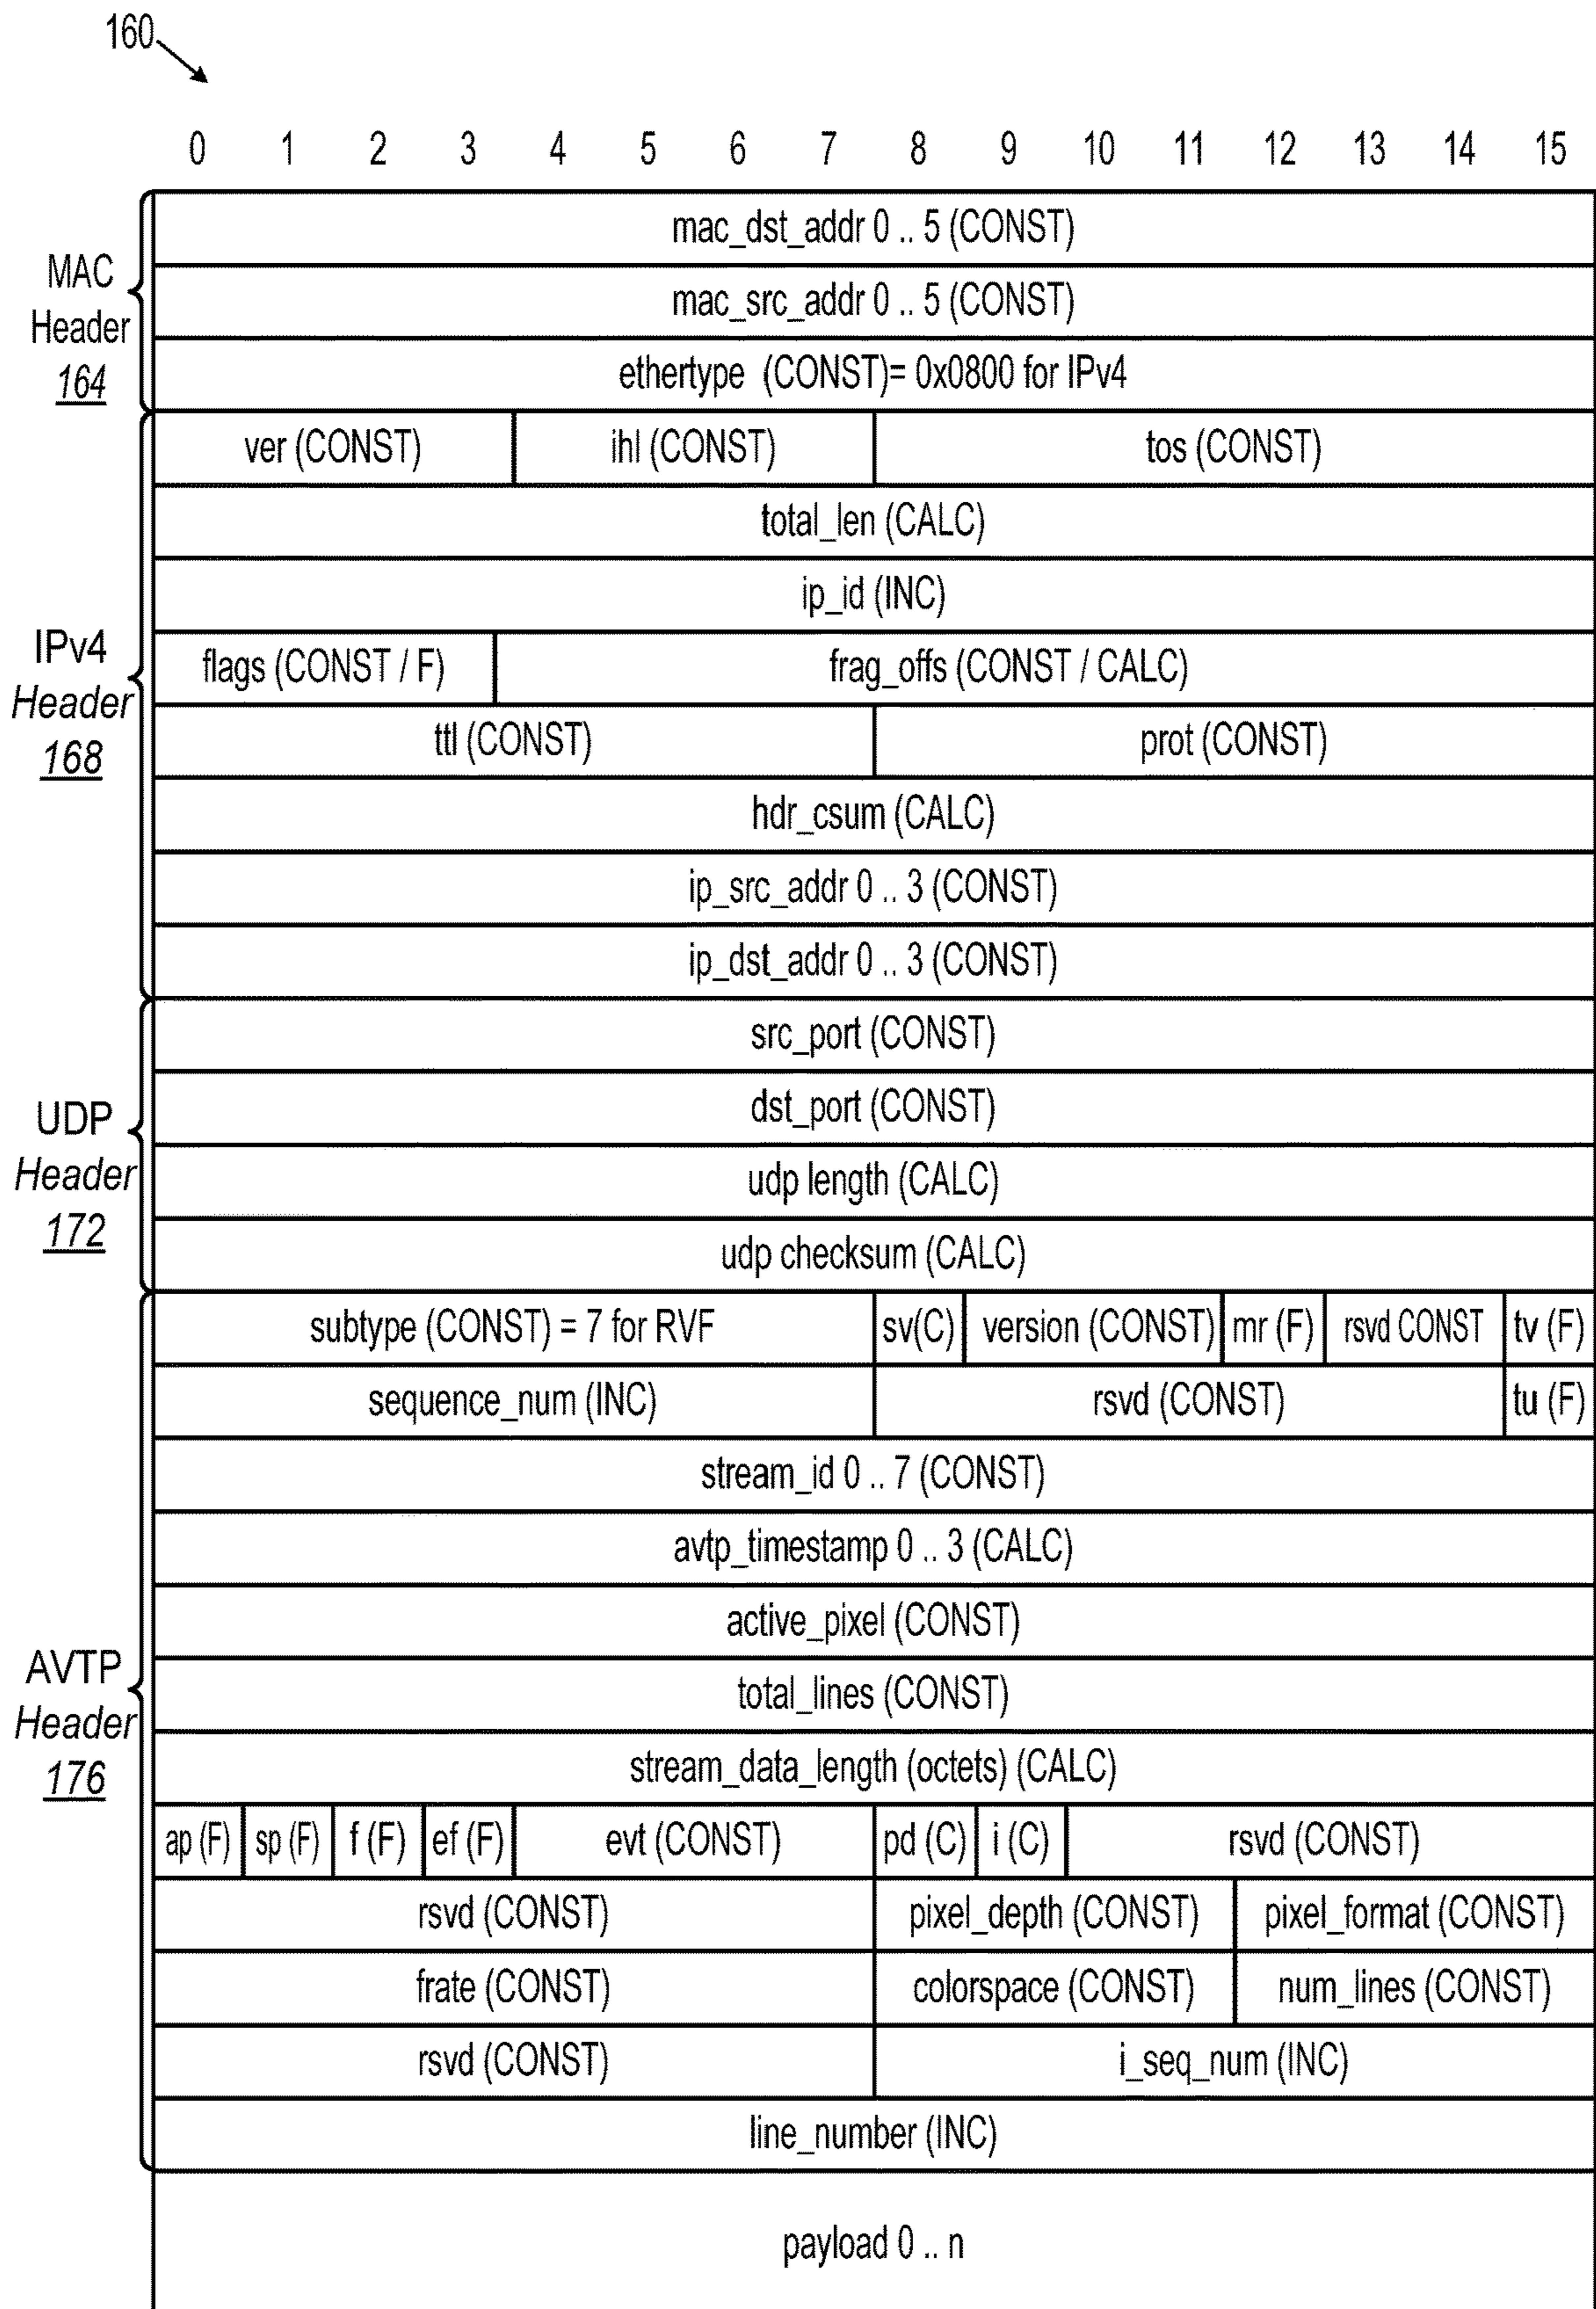 160
0 1 2 3 4 5 6 7 8 9 10 11 12 13 14 15
MAC
Header
164
mac_dst_addr 0 .. 5 (CONST)
mac_src_addr 0 .. 5 (CONST)
ethertype (CONST)= 0x0800 for IPv4
IPv4
Header
168
ver (CONST) ihl (CONST) tos (CONST)
total_len (CALC)
ip_id (INC)
flags (CONST / F) frag_offs (CONST / CALC)
ttl (CONST) prot (CONST)
hdr_csum (CALC)
ip_src_addr 0 .. 3 (CONST)
ip_dst_addr 0 .. 3 (CONST)
UDP
Header
172
src_port (CONST)
dst_port (CONST)
udp length (CALC)
udp checksum (CALC)
AVTP
Header
176
subtype (CONST) = 7 for RVF sv(C) version (CONST) mr (F) rsvd CONST tv (F)
sequence_num (INC) rsvd (CONST) tu (F)
stream_id 0 .. 7 (CONST)
avtp_timestamp 0 .. 3 (CALC)
active_pixel (CONST)
total_lines (CONST)
stream_data_length (octets) (CALC)
ap (F) sp (F) f (F) ef (F) evt (CONST) pd (C) i (C) rsvd (CONST)
rsvd (CONST) pixel_depth (CONST) pixel_format (CONST)
frate (CONST) colorspace (CONST) num_lines (CONST)
rsvd (CONST) i_seq_num (INC)
line_number (INC)
payload 0 .. n